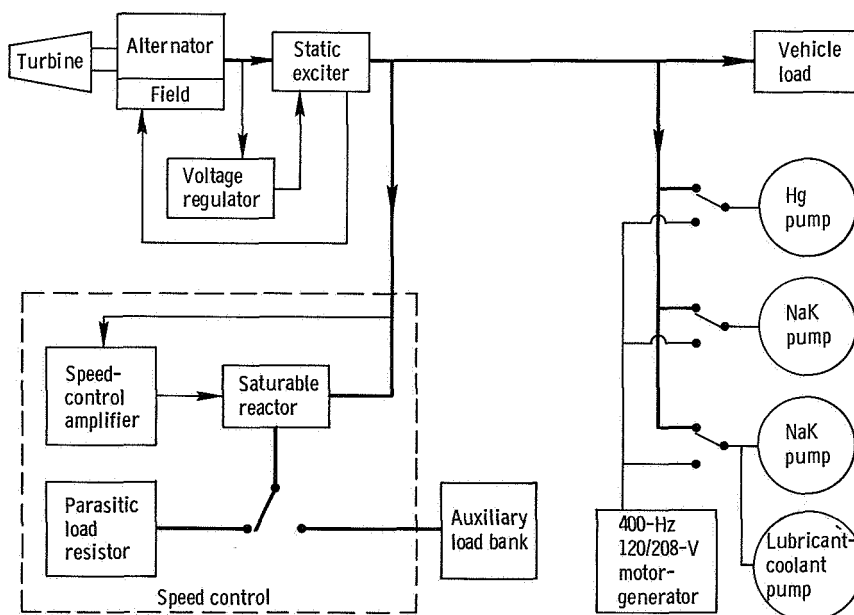 Turbine
Alternator
Field
Static
exciter
Voltage
regulator
Vehicle
load
Hg
pump
NaK
pump
NaK
pump
Lubricant-
coolant
pump
400-Hz
120/208-V
motor-
generator
Speed-
control
amplifier
Saturable
reactor
Parasitic
load
resistor
Auxiliary
load bank
Speed control